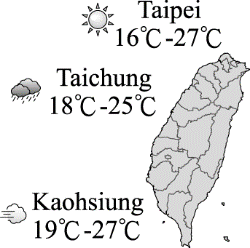 Taipei
16℃-27℃
Taichung
18℃-25℃
Kaohsiung
19℃-27℃